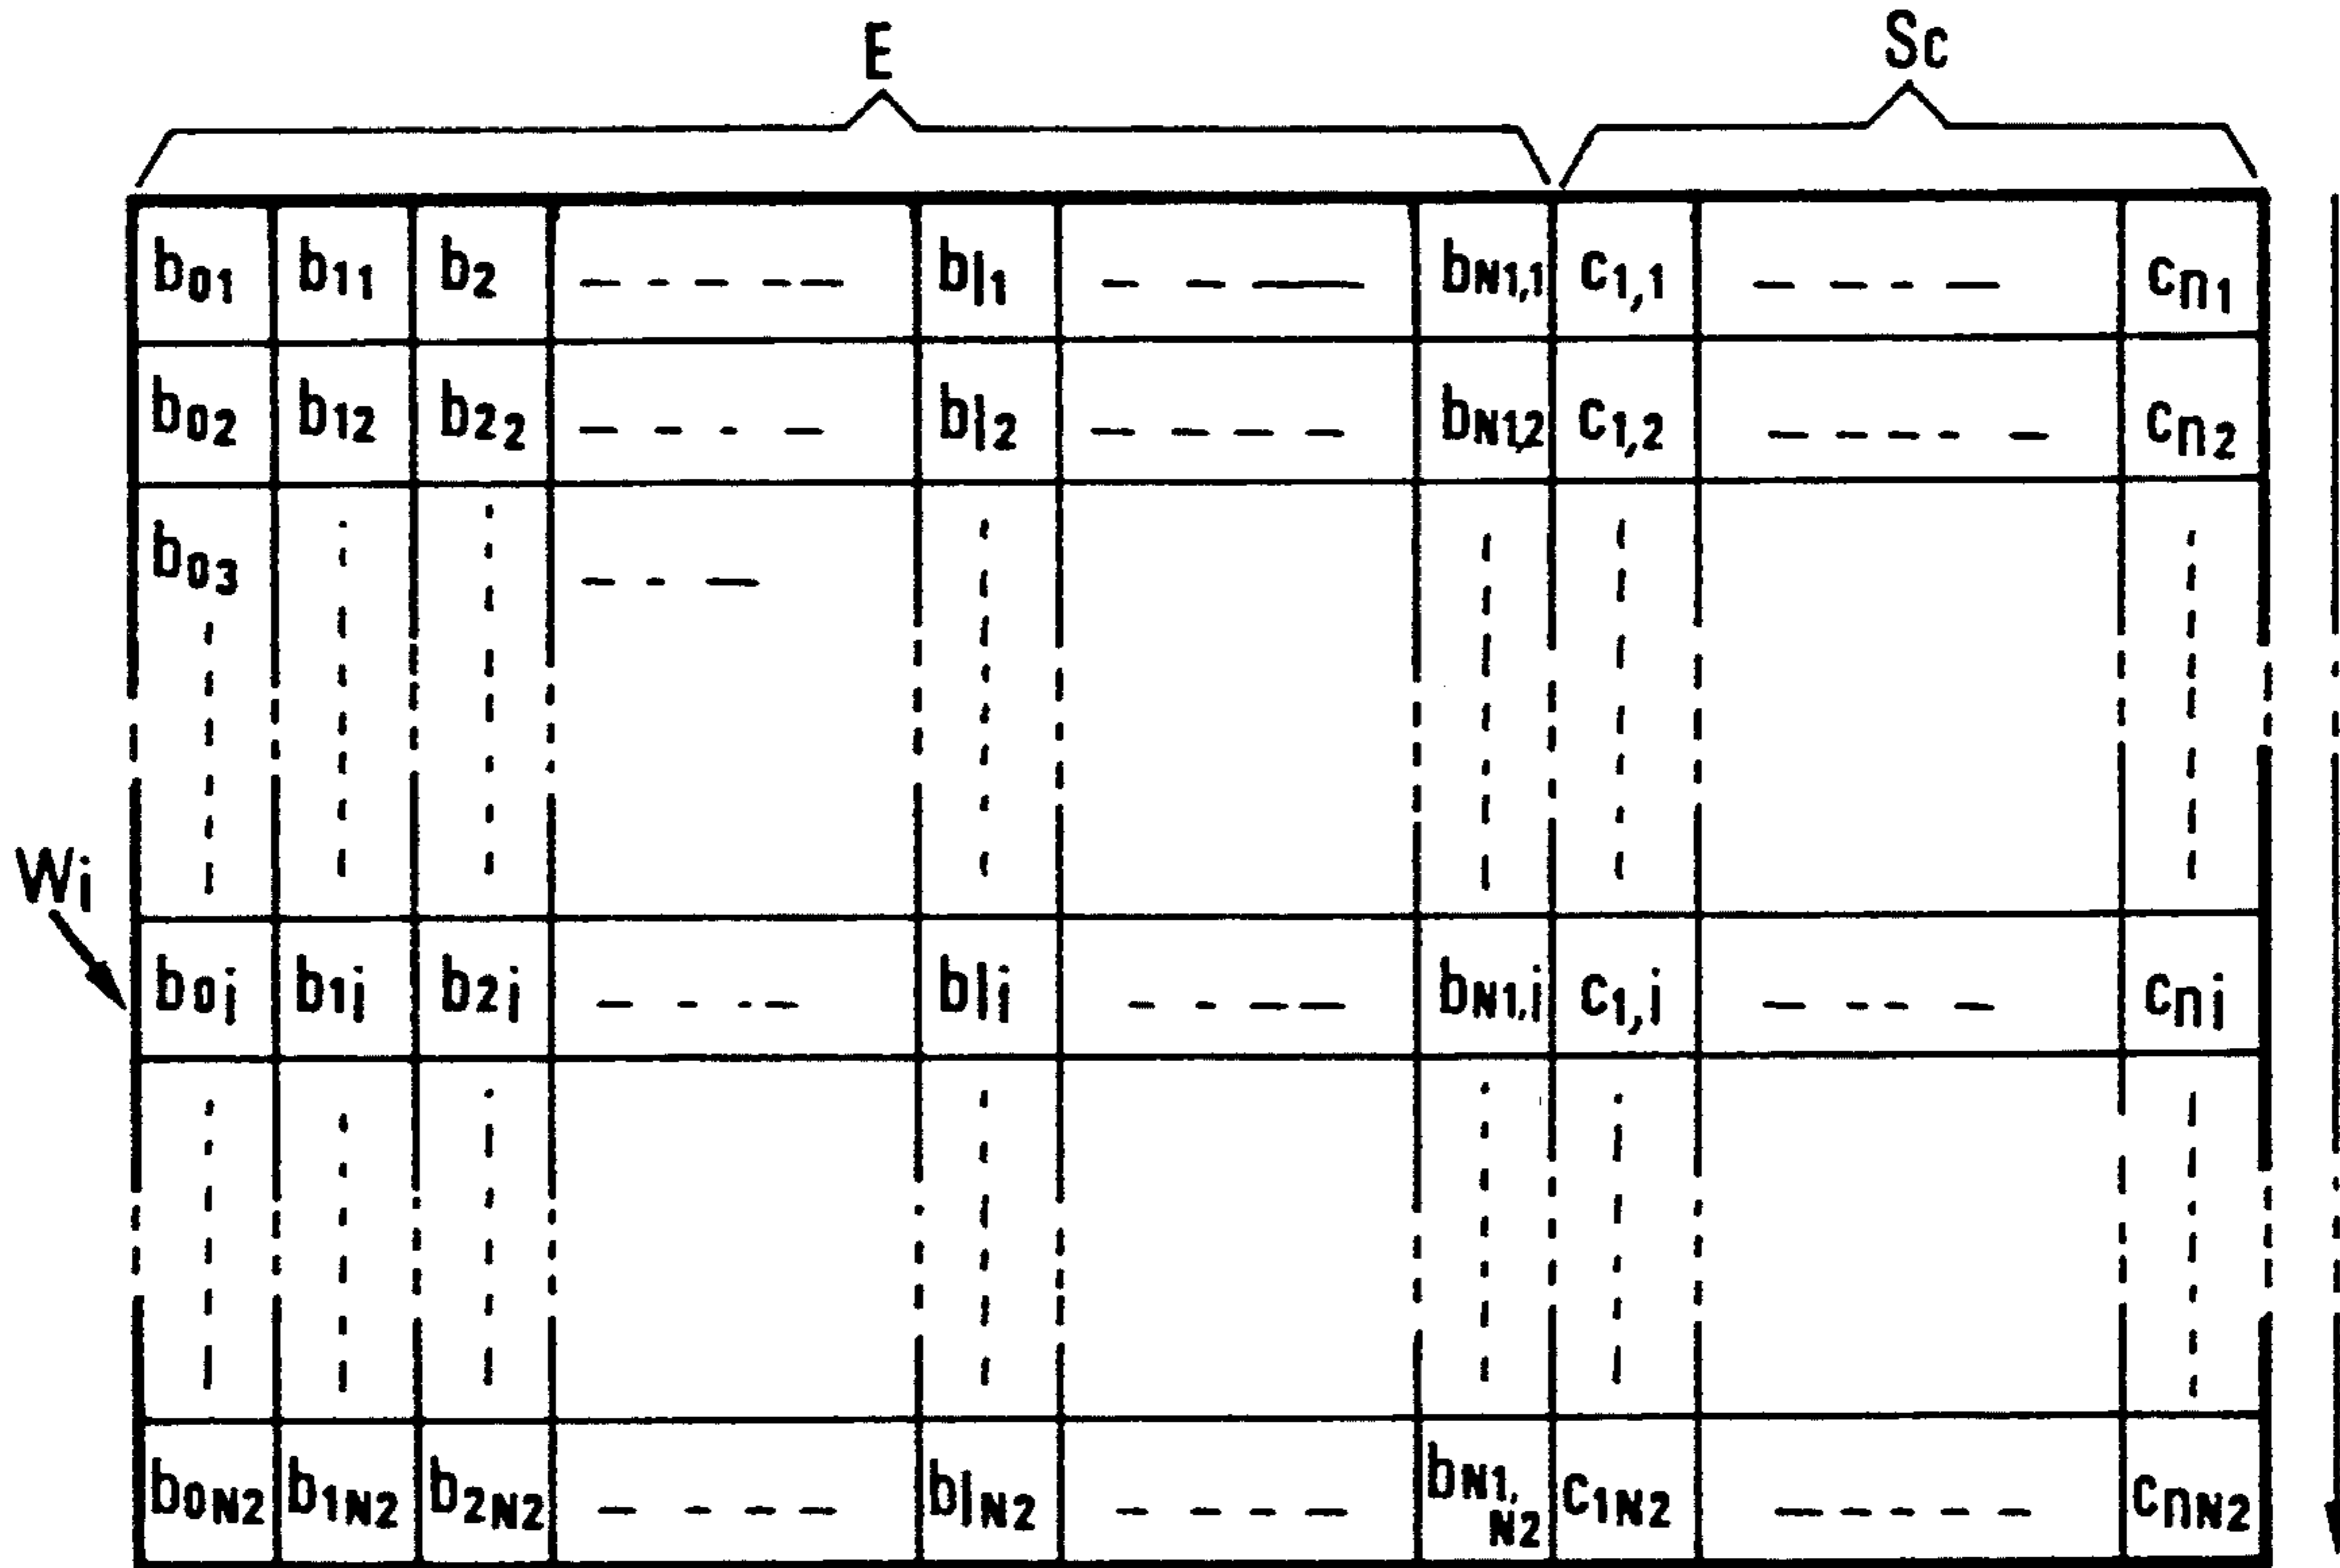 E Sc
b01 b11 b2 bl1 bN1,1 c1,1 cn1
b02 b12 b22 bl2 bN1,2 c1,2 cn2
b03
Wi
b0i b1i b2i bli bN1,i c1,i cni
b0N2 b1N2 b2N2 blN2 bN1,N2 c1N2 cnN2